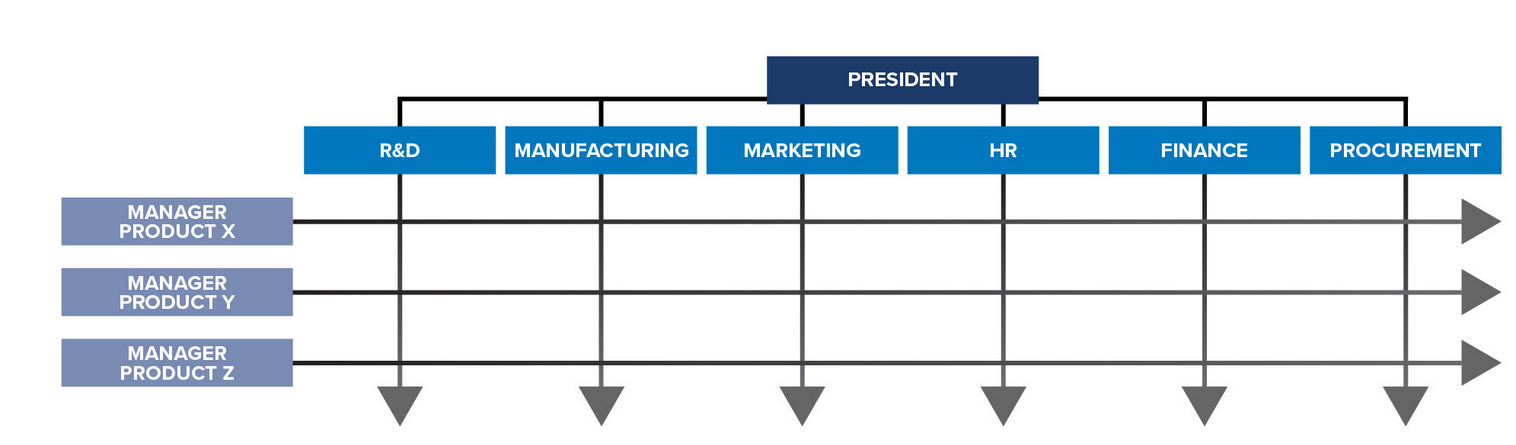 PRESIDENT
R&D
MANUFACTURING
MARKETING
HR
FINANCE
PROCUREMENT
MANAGER
PRODUCT X
MANAGER
PRODUCT Y
MANAGER
PRODUCT Z